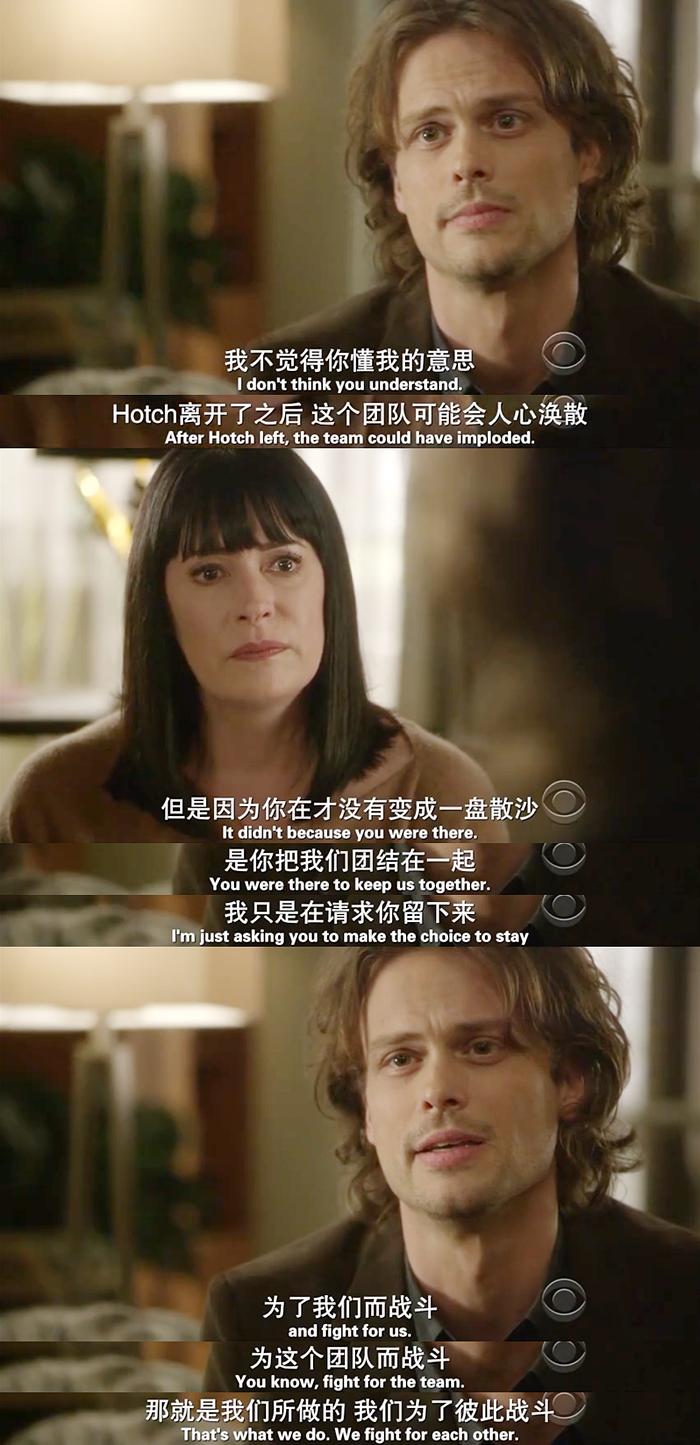 我不觉得你懂我的意思
I don't think you understand.
Hotch离开了之后 这个团队可能会人心涣散
After Hotch left, the team could have imploded.
但是因为你在才没有变成一盘散沙
It didn't because you were there.
是你把我们团结在一起
You were there to keep us together.
我只是在请求你留下来
I'm just asking you to make the choice to stay
为了我们而战斗
and fight for us.
为这个团队而战斗
You know, fight for the team.
那就是我们所做的 我们为了彼此战斗
That's what we do. We fight for each other.